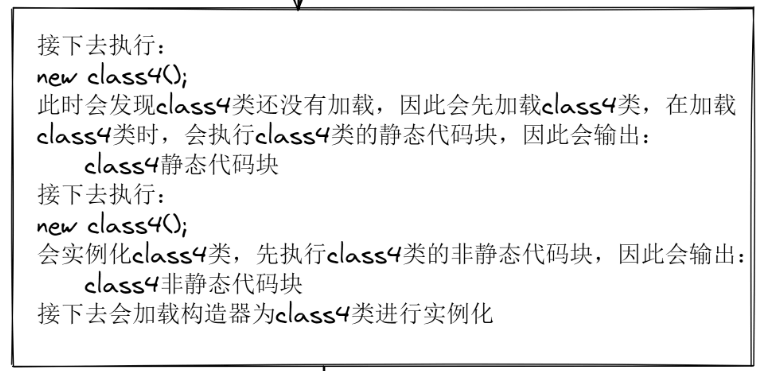 接下去执行：
new class4();
此时会发现class4类还没有加载，因此会先加载class4类，在加载
class4类时，会执行class4类的静态代码块，因此会输出：
class4静态代码块
接下去执行：
new class4();
会实例化class4类，先执行class4类的非静态代码块，因此会输出：
class4非静态代码块
接下去会加载构造器为class4类进行实例化